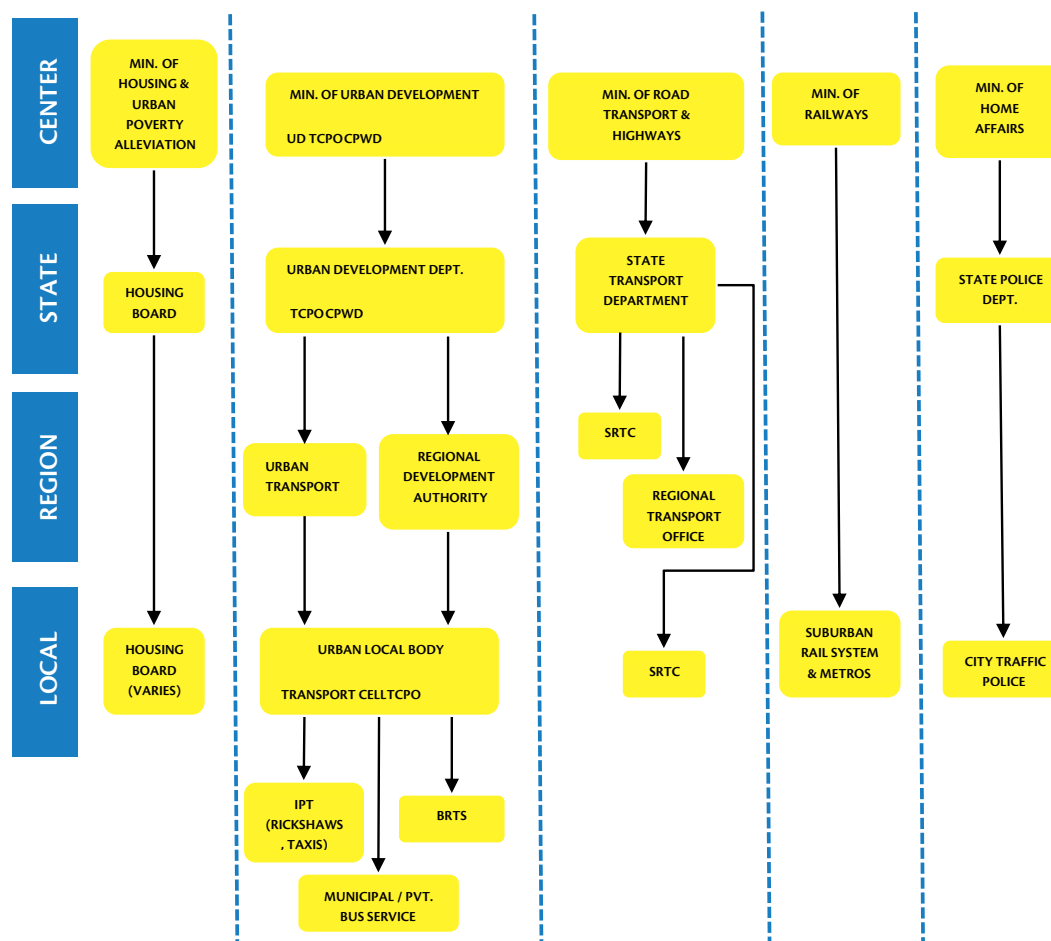 CENTER
MIN. OF
HOUSING &
URBAN
POVERTY
ALLEVIATION
MIN. OF URBAN DEVELOPMENT
UD TCPOCPWD
MIN. OF ROAD
TRANSPORT &
HIGHWAYS
MIN. OF
RAILWAYS
MIN. OF
HOME
AFFAIRS
STATE
HOUSING
BOARD
URBAN DEVELOPMENT DEPT.
TCPOCPWD
STATE
TRANSPORT
DEPARTMENT
STATE POLICE
DEPT.
REGION
URBAN
TRANSPORT
REGIONAL
DEVELOPMENT
AUTHORITY
SRTC
REGIONAL
TRANSPORT
OFFICE
LOCAL
HOUSING
BOARD
(VARIES)
URBAN LOCAL BODY
TRANSPORT CELLTCPO
SRTC
SUBURBAN
RAIL SYSTEM
& METROS
CITY TRAFFIC
POLICE
IPT
(RICKSHAWS
, TAXIS)
BRTS
MUNICIPAL / PVT.
BUS SERVICE